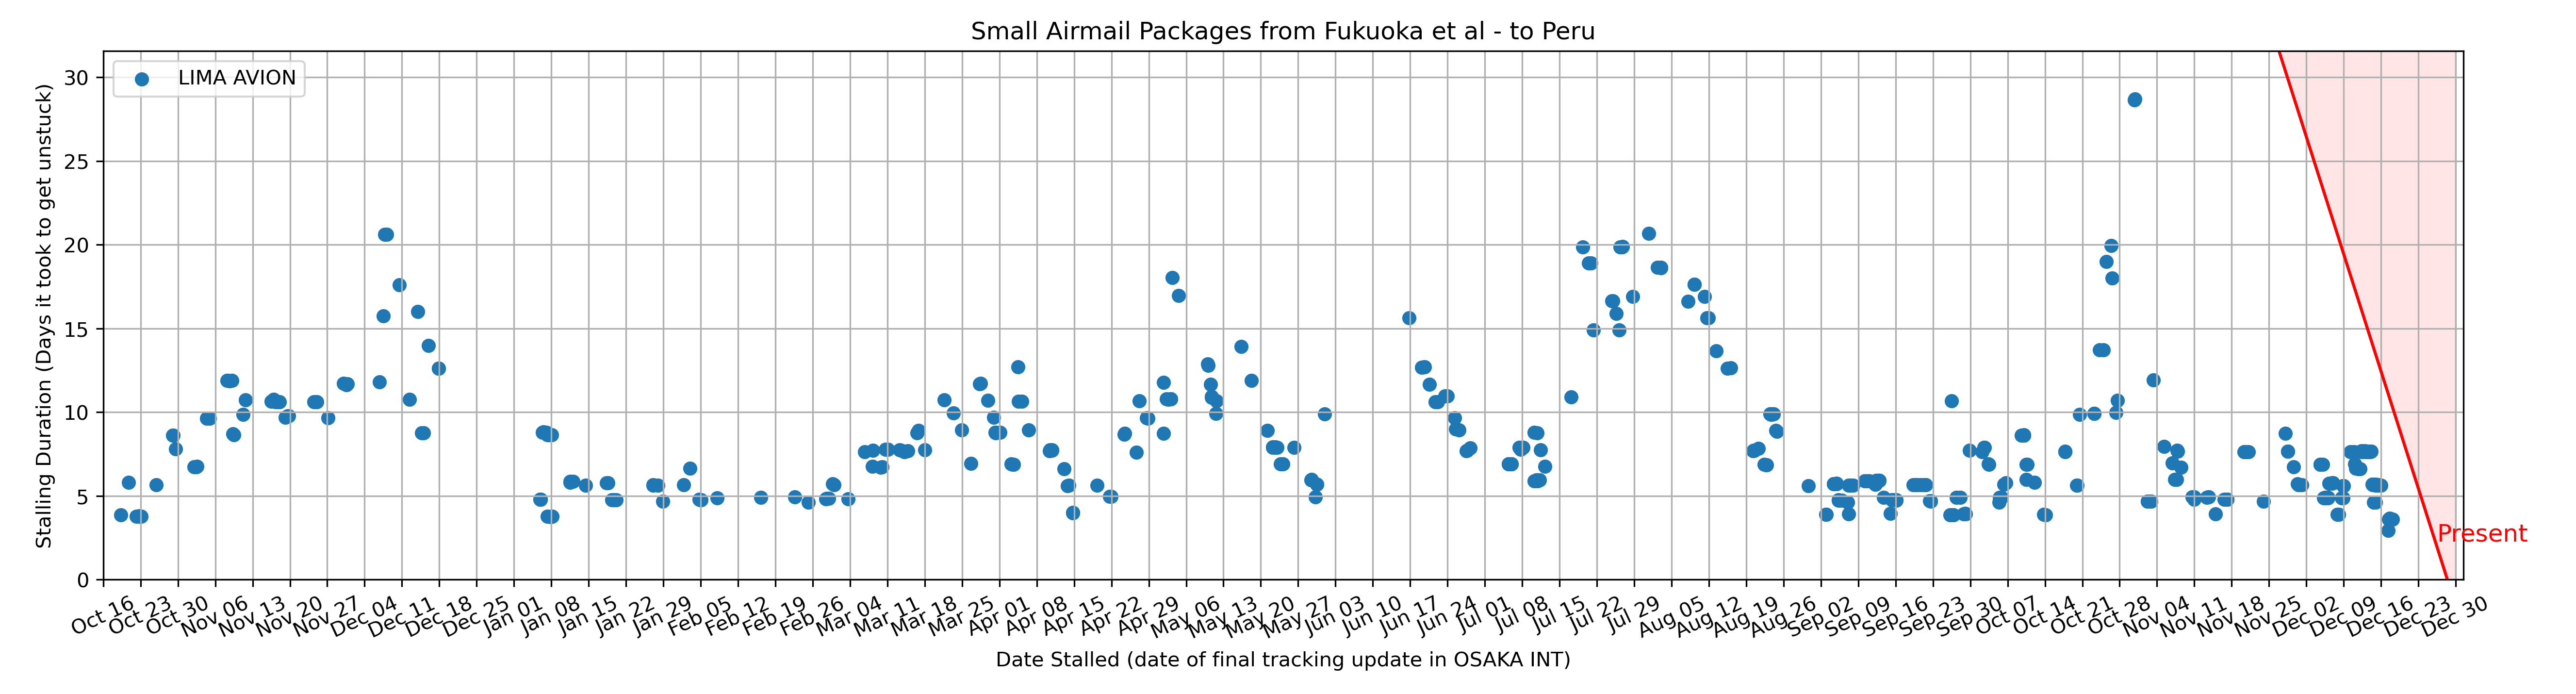 Small Airmail Packages from Fukuoka et al - to Peru
LIMA AVION
Stalling Duration (Days it took to get unstuck)
30
25
20
15
10
5
0
Present
Oct 16
Oct 23
Oct 30
Nov 06
Nov 13
Nov 20
Nov 27
Dec 04
Dec 11
Dec 18
Dec 25
Jan 01
Jan 08
Jan 15
Jan 22
Jan 29
Feb 05
Feb 12
Feb 19
Feb 26
Mar 04
Mar 11
Mar 18
Mar 25
Apr 01
Apr 08
Apr 15
Apr 22
Apr 29
May 06
May 13
May 20
May 27
Jun 03
Jun 10
Jun 17
Jun 24
Jul 01
Jul 08
Jul 15
Jul 22
Jul 29
Aug 05
Aug 12
Aug 19
Aug 26
Sep 02
Sep 09
Sep 16
Sep 23
Sep 30
Oct 07
Oct 14
Oct 21
Oct 28
Nov 04
Nov 11
Nov 18
Nov 25
Dec 02
Dec 09
Dec 16
Dec 23
Dec 30
Date Stalled (date of final tracking update in OSAKA INT)